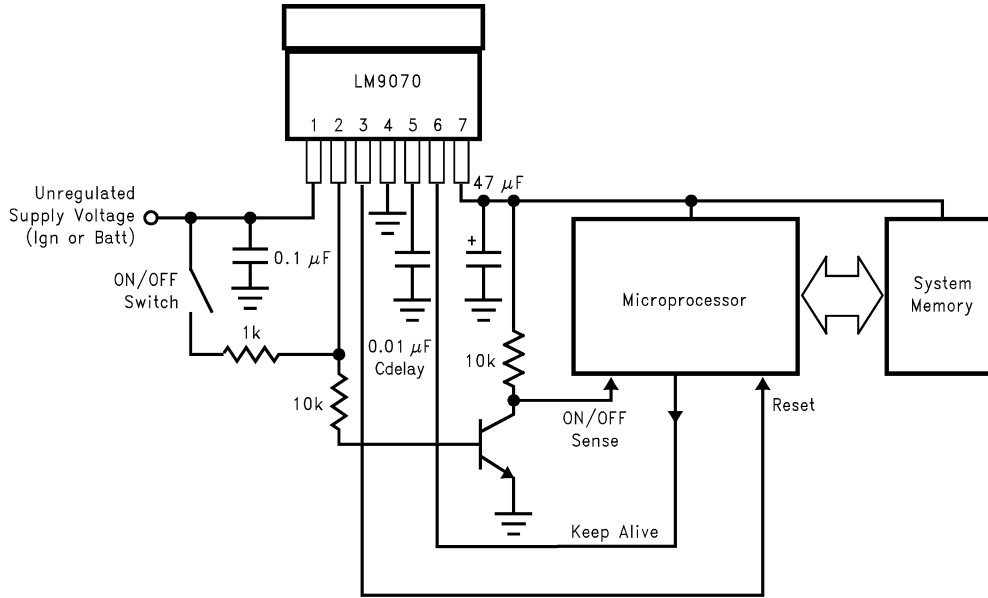 LM9070
1 2 3 4 5 6 7
47 μF
Unregulated
Supply Voltage
(Ign or Batt)
+
0.1 μF
ON/OFF
Switch
Microprocessor
System
Memory
1k
0.01 μF
Cdelay
10k
10k
ON/OFF
Sense
Reset
Keep Alive